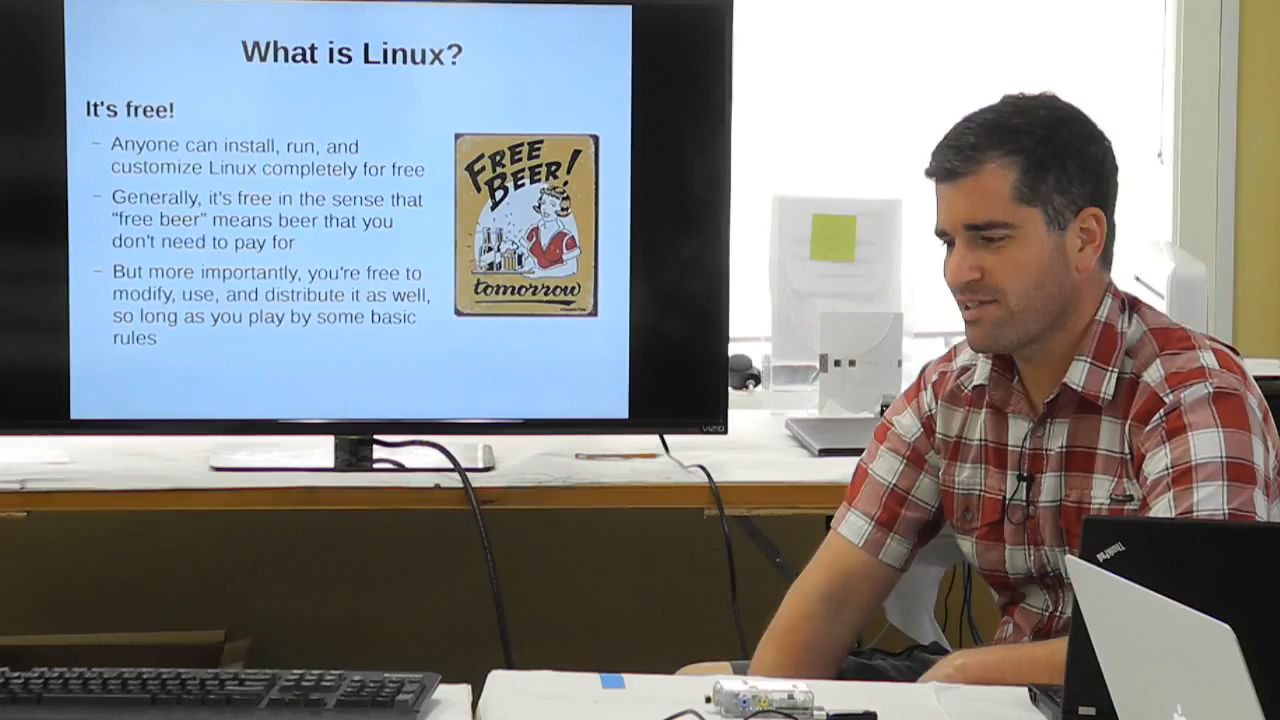 What is Linux?
It's free!
– Anyone can install, run, and
customize Linux completely for free
– Generally, it's free in the sense that
“free beer” means beer that you
don't need to pay for
– But more importantly, you're free to
modify, use, and distribute it as well,
so long as you play by some basic
rules
FREE
BEER!
tomorrow
VIZIO
ThinkPad